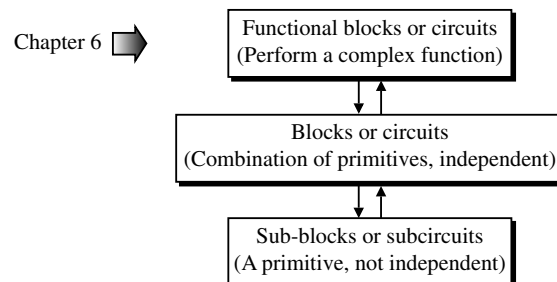 Functional blocks or circuits
(Perform a complex function)
Chapter 6
Blocks or circuits
(Combination of primitives, independent)
Sub-blocks or subcircuits
(A primitive, not independent)